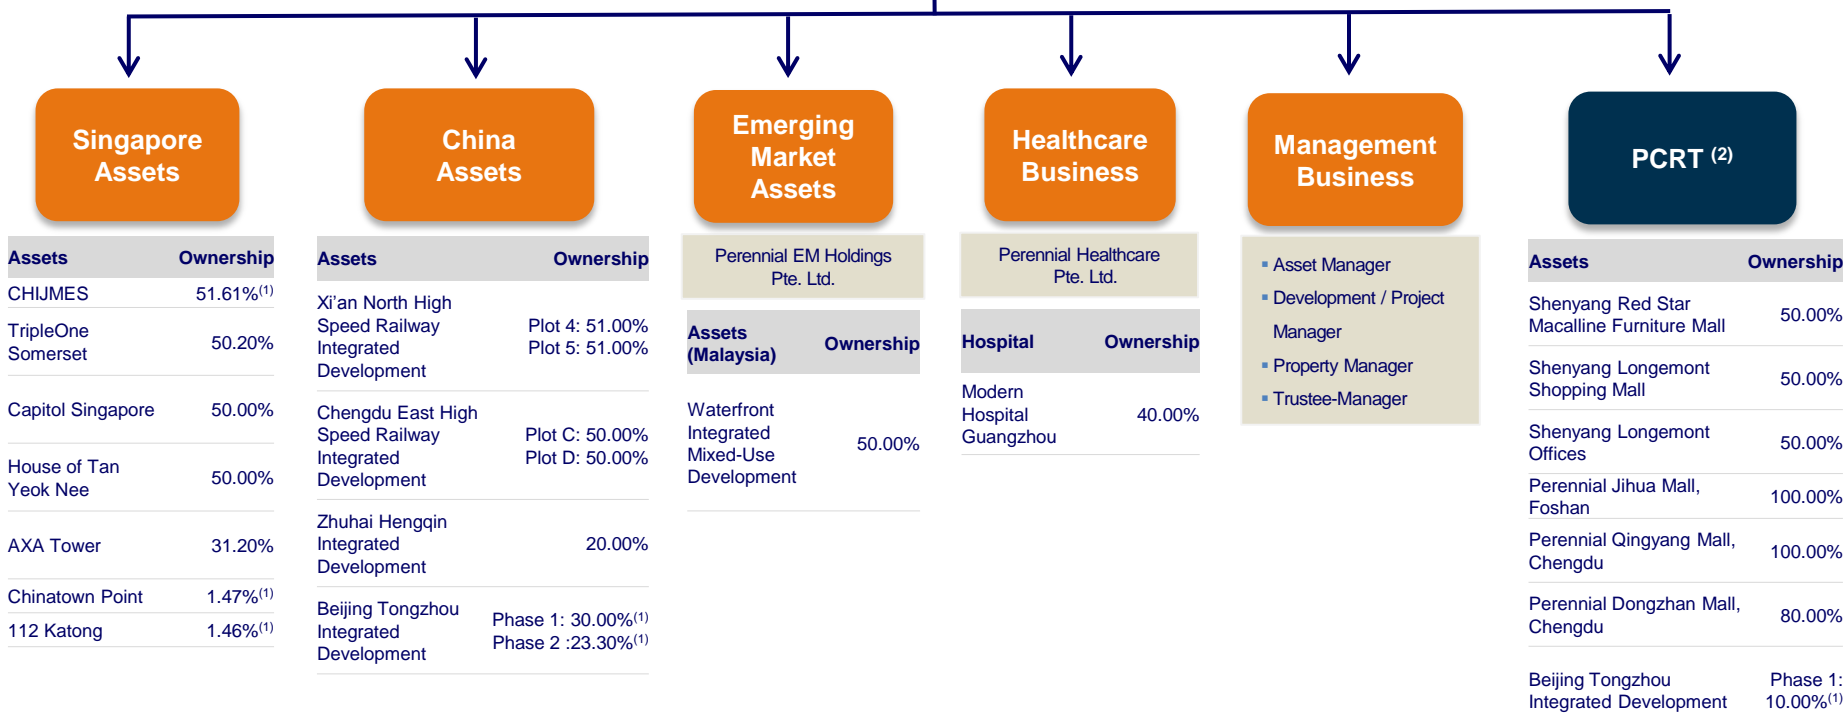 Singapore
Assets
Assets Ownership
CHIJMES 51.61%(1)
TripleOne
Somerset
50.20%
Capitol Singapore 50.00%
House of Tan
Yeok Nee
50.00%
AXA Tower 31.20%
Chinatown Point 1.47%(1)
112 Katong 1.46%(1)
China
Assets
Assets Ownership
Xi'an North High
Speed Railway
Integrated
Development
Plot 4: 51.00%
Plot 5: 51.00%
Chengdu East High
Speed Railway
Integrated
Development
Plot C: 50.00%
Plot D: 50.00%
Zhuhai Hengqin
Integrated
Development
20.00%
Beijing Tongzhou
Integrated
Development
Phase 1: 30.00%(1)
Phase 2 :23.30%(1)
Emerging
Market
Assets
Perennial EM Holdings
Pte. Ltd.
Assets
(Malaysia)
Ownership
Waterfront
Integrated
Mixed-Use
Development
50.00%
Healthcare
Business
Perennial Healthcare
Pte. Ltd.
Hospital Ownership
Modern
Hospital
Guangzhou
40.00%
Management
Business
▪ Asset Manager
▪ Development / Project
Manager
▪ Property Manager
▪ Trustee-Manager
PCRT (2)
Assets Ownership
Shenyang Red Star
Macalline Furniture Mall
50.00%
Shenyang Longemont
Shopping Mall
50.00%
Shenyang Longemont
Offices
50.00%
Perennial Jihua Mall,
Foshan
100.00%
Perennial Qingyang Mall,
Chengdu
100.00%
Perennial Dongzhan Mall,
Chengdu
80.00%
Beijing Tongzhou
Integrated Development
Phase 1:
10.00%(1)